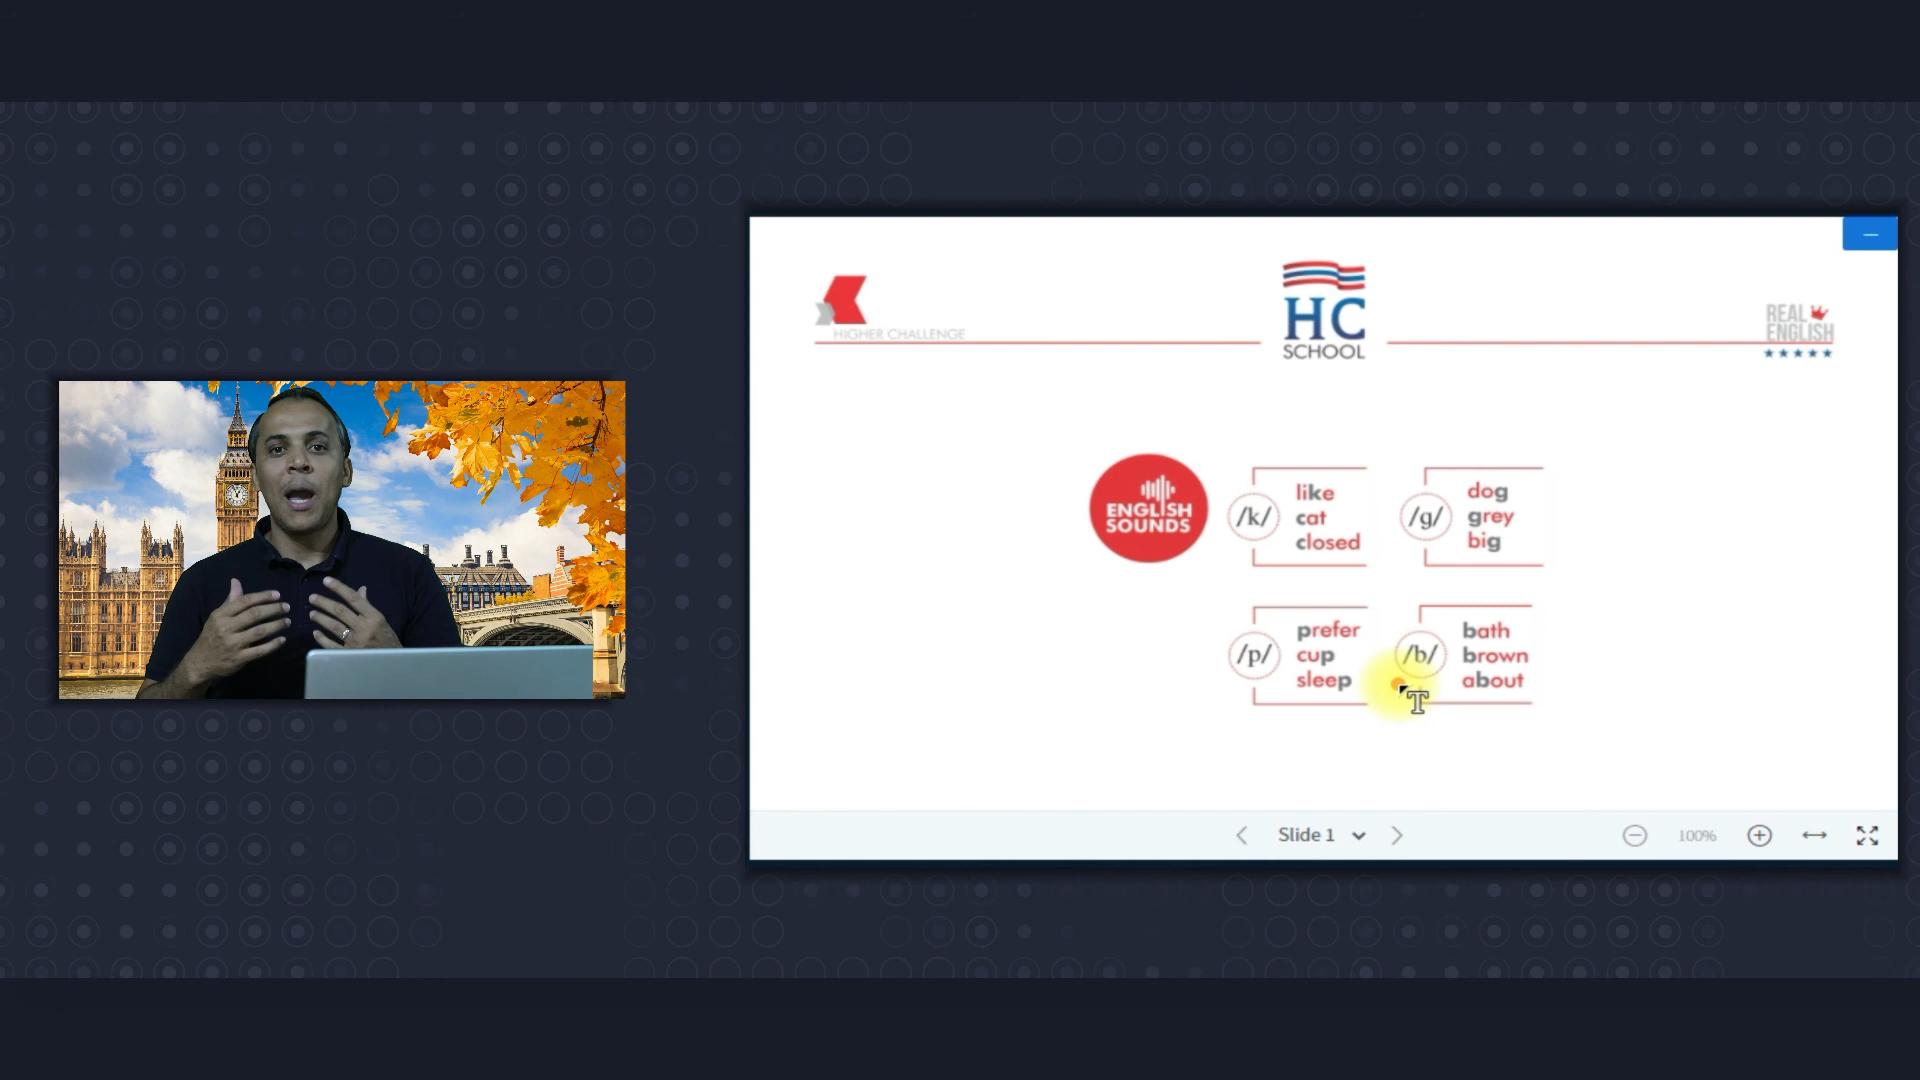 HIGHER CHALLENGE
HC
SCHOOL
REAL
ENGLISH
ENGLISH
SOUNDS
/k/
like
cat
closed
/g/
dog
grey
big
/p/
prefer
cup
sleep
/b/
bath
brown
about
Slide 1
100%